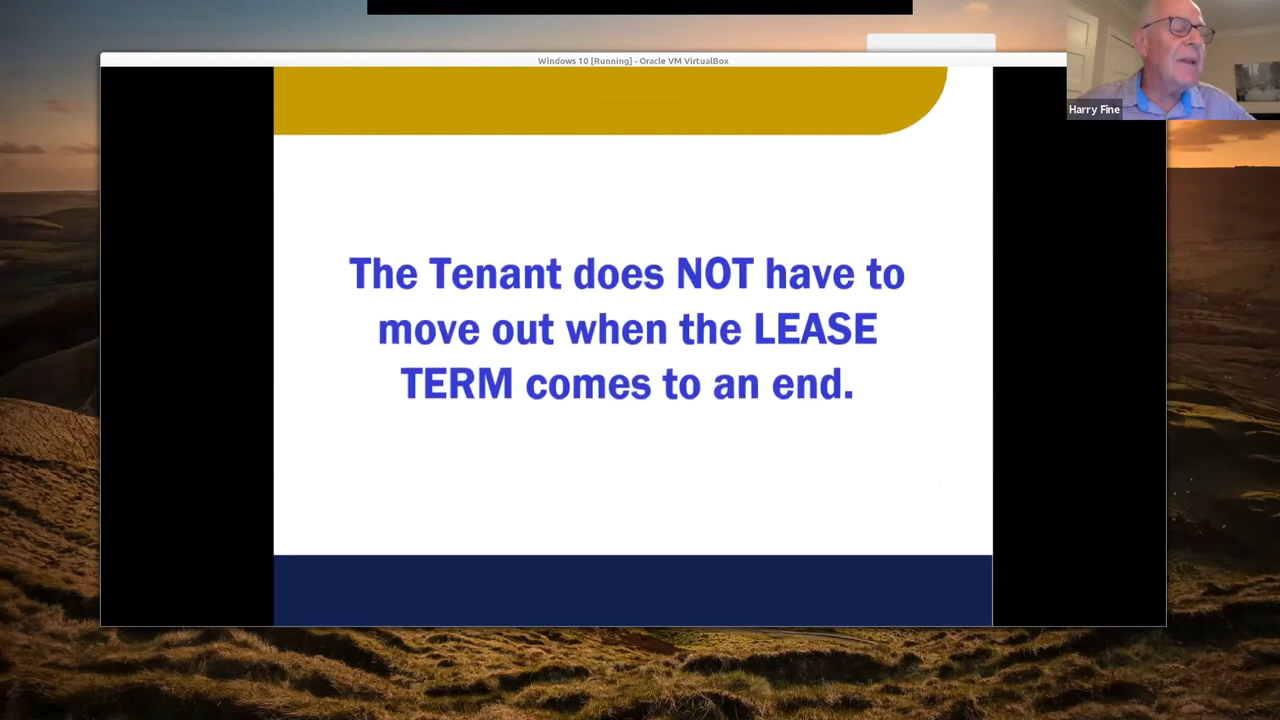 Windows 10 [Running] - Oracle VM VirtualBox
Harry Fine
The Tenant does NOT have to
move out when the LEASE
TERM comes to an end.